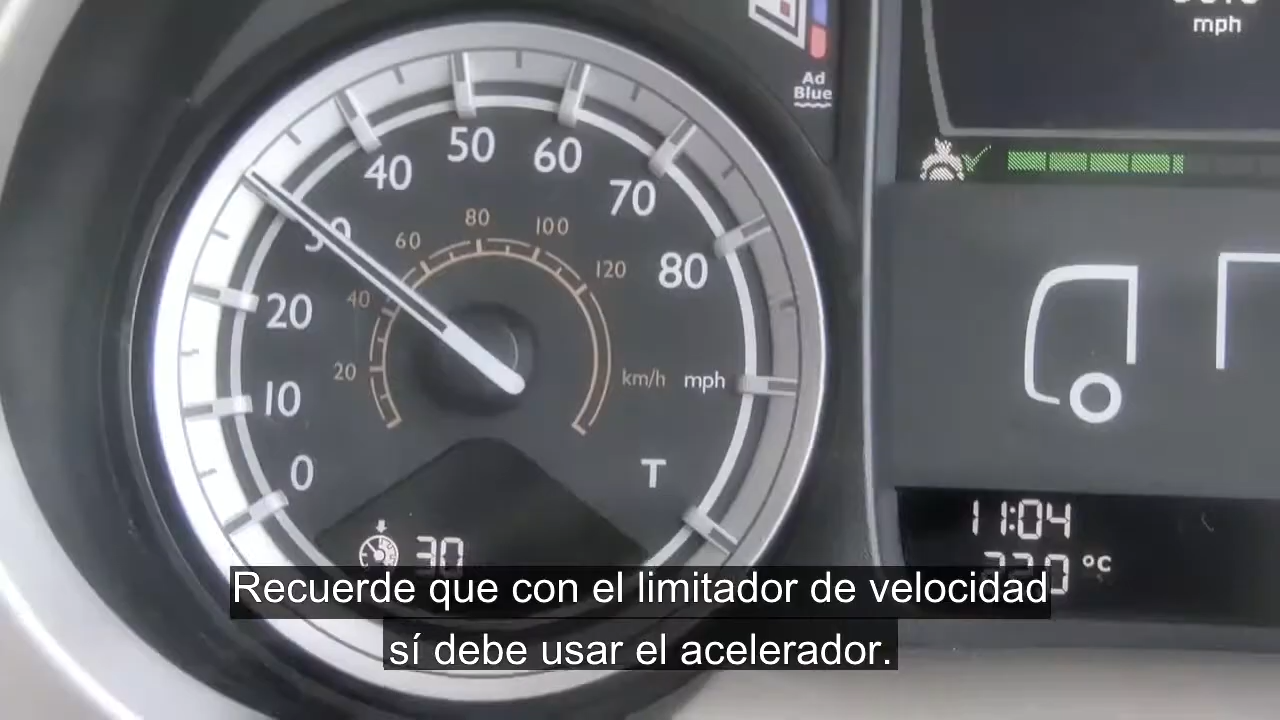 mph
Ad
Blue
50
60
40
70
30
80
100
60
120
80
20
40
20
km/h mph
10
0
T
30
11:04
°C
Recuerde que con el limitador de velocidad
sí debe usar el acelerador.